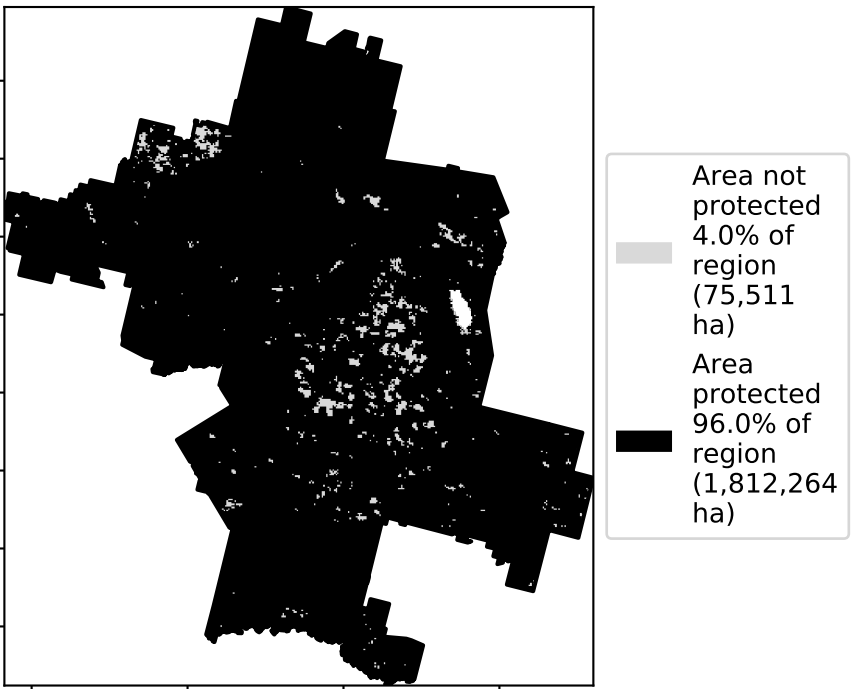 Area not
protected
4.0% of
region
(75,511
ha)
Area
protected
96.0% of
region
(1,812,264
ha)